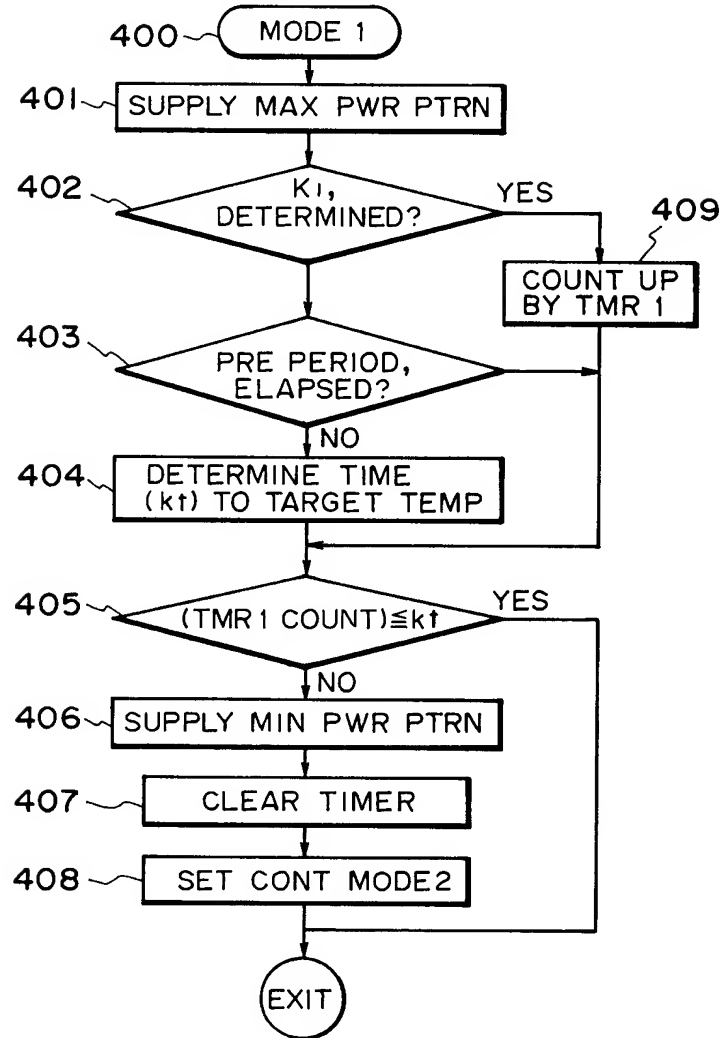 400
MODE 1
401
SUPPLY MAX PWR PTRN
402
K1,
DETERMINED?
YES
409
COUNT UP
BY TMR 1
403
PRE PERIOD,
ELAPSED?
NO
404
DETERMINE TIME
(kt) TO TARGET TEMP
405
(TMR1 COUNT)≦kt
YES
NO
406
SUPPLY MIN PWR PTRN
407
CLEAR TIMER
408
SET CONT MODE2
EXIT